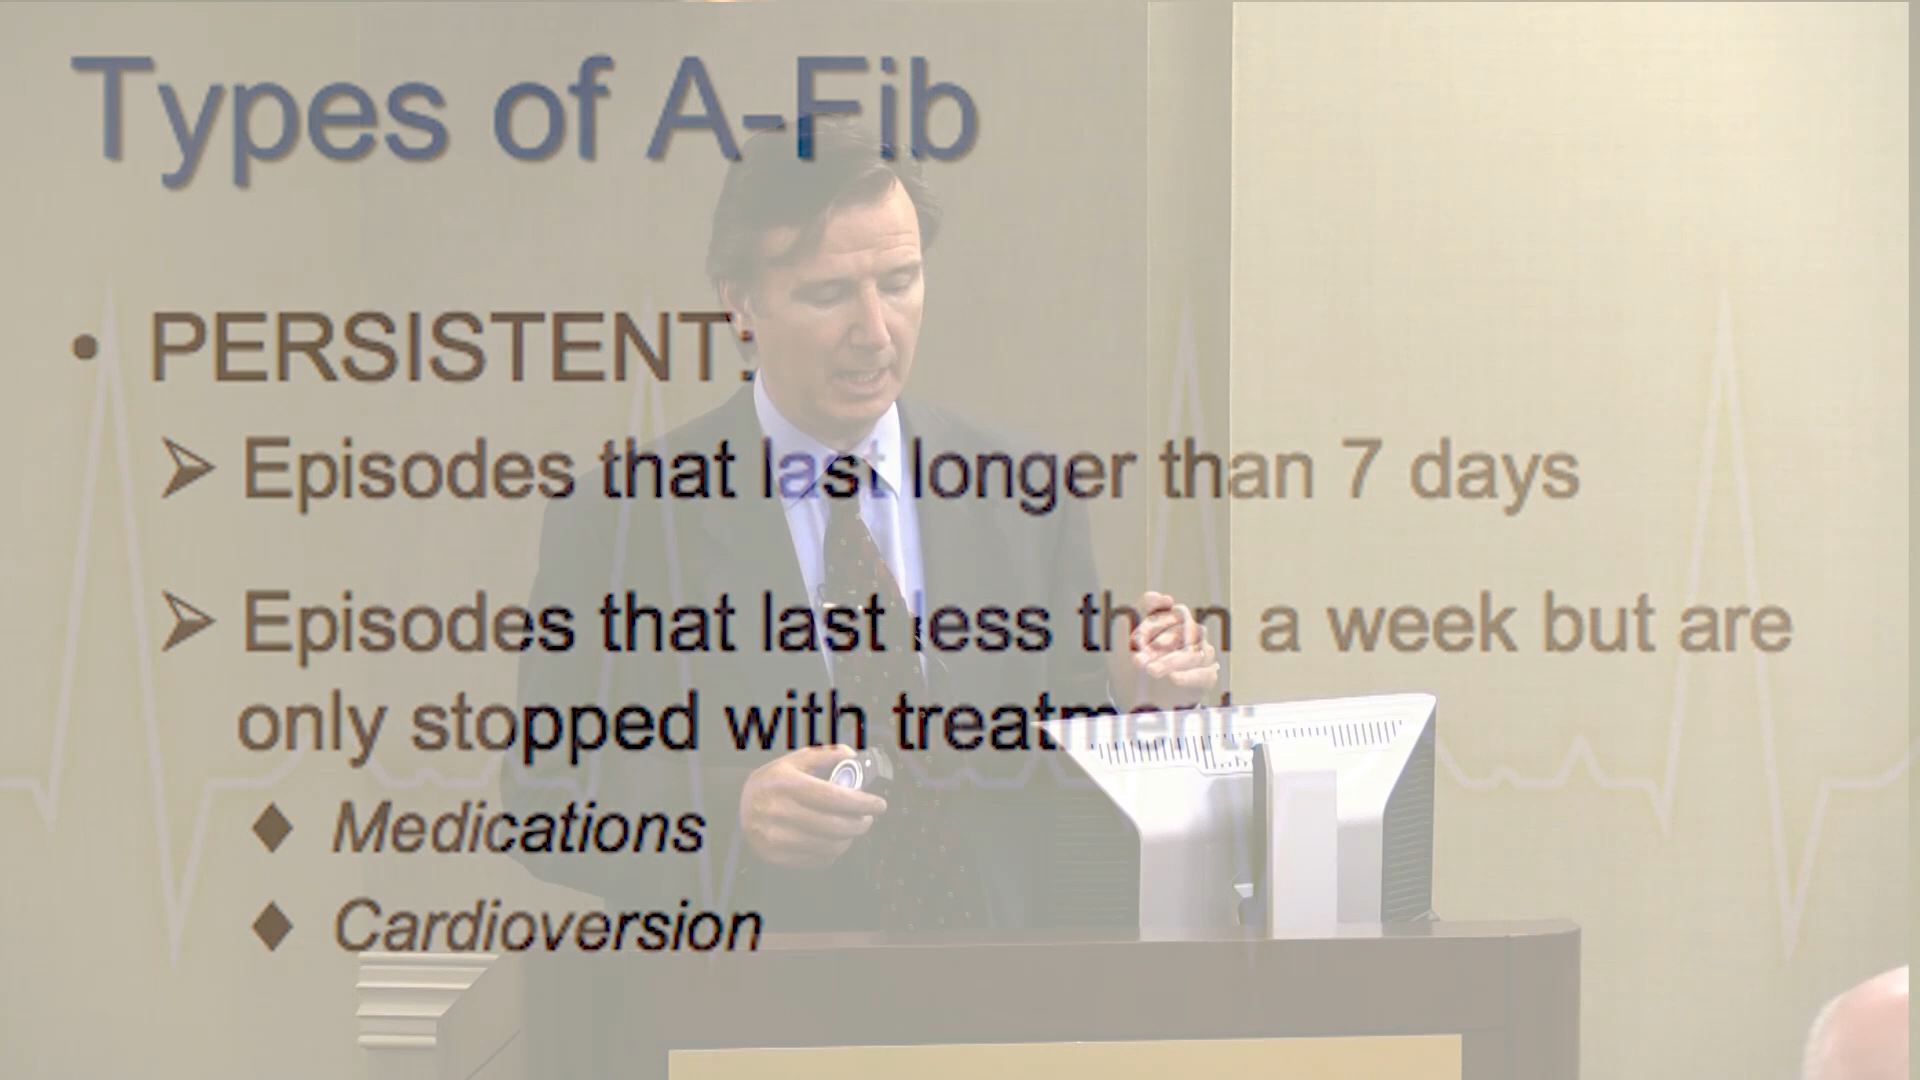 Types of A-Fib
• PERSISTENT:
➢ Episodes that last longer than 7 days
➢ Episodes that last less than a week but are
only stopped with treatment:
♦ Medications
♦ Cardioversion